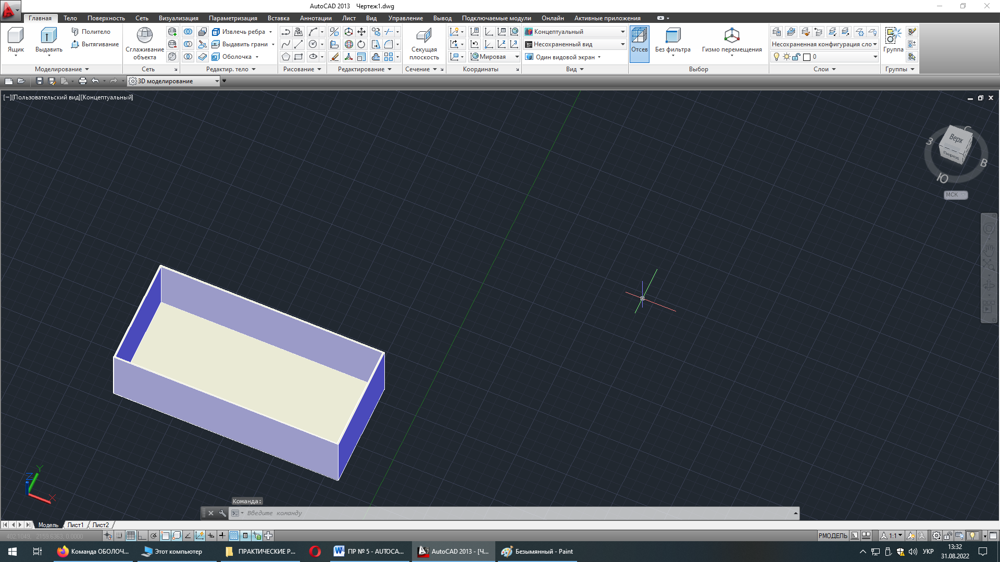 AutoCAD 2013 Чертеж1.dwg
Главная Тело Поверхность Сеть Визуализация Параметризация Вставка Аннотации Лист Вид Управление Вывод Подключаемые модули Онлайн Активные приложения
Ящик
Выдавить
Политело
Вытягивание
Сглаживание объекта
Извлечь ребра
Выдавить грани
Оболочка
Секущая плоскость
Мировая
Концептуальный
Несохраненный вид
Один видовой экран
Отсев
Без фильтра
Гизмо перемещения
Несохраненная конфигурация сло
0
Группа
Моделирование Сеть Редактир. тело Рисование Редактирование Сечение Координаты Вид Выбор Слои Группы
3D моделирование
[−][Пользовательский вид][Концептуальный]
С
З
Верх
Перед
В
Ю
МСК
Y
Z
X
Команда:
Введите команду
Модель Лист1 Лист2
402.1049, 2159.6363, 0.0000
РМОДЕЛЬ
1:1
Команда ОБОЛОЧ...
Этот компьютер
ПРАКТИЧЕСКИЕ Р...
ПР № 5 - AUTOCA...
AutoCAD 2013 - [Ч...
Безымянный - Paint
УКР
13:32
31.08.2022